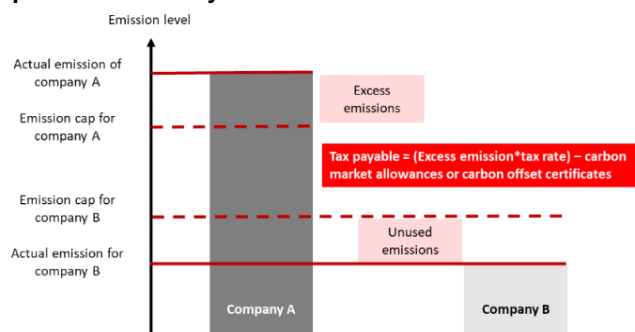 Emission level
Actual emission of
company A
Excess
emissions
Emission cap for
company A
Tax payable = (Excess emission*tax rate) – carbon
market allowances or carbon offset certificates
Emission cap for
company B
Unused
emissions
Actual emission for
company B
Company A
Company B